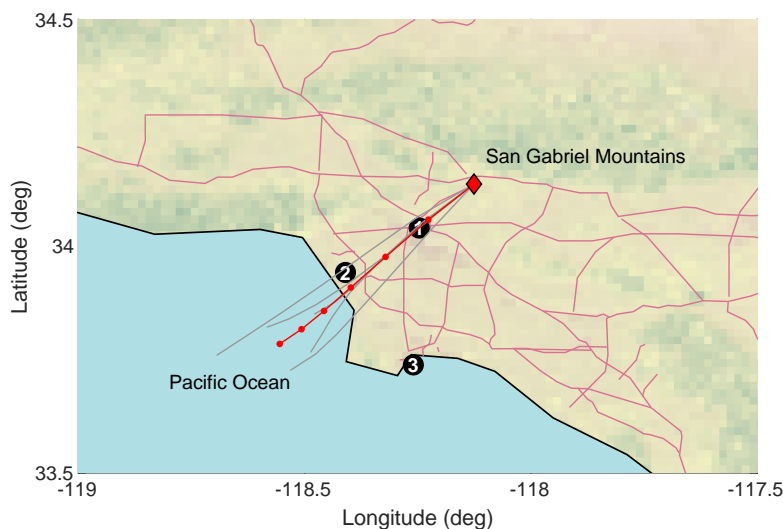 34.5
San Gabriel Mountains
1
34
2
Latitude (deg)
3
Pacific Ocean
33.5
-119 -118.5 -118 -117.5
Longitude (deg)